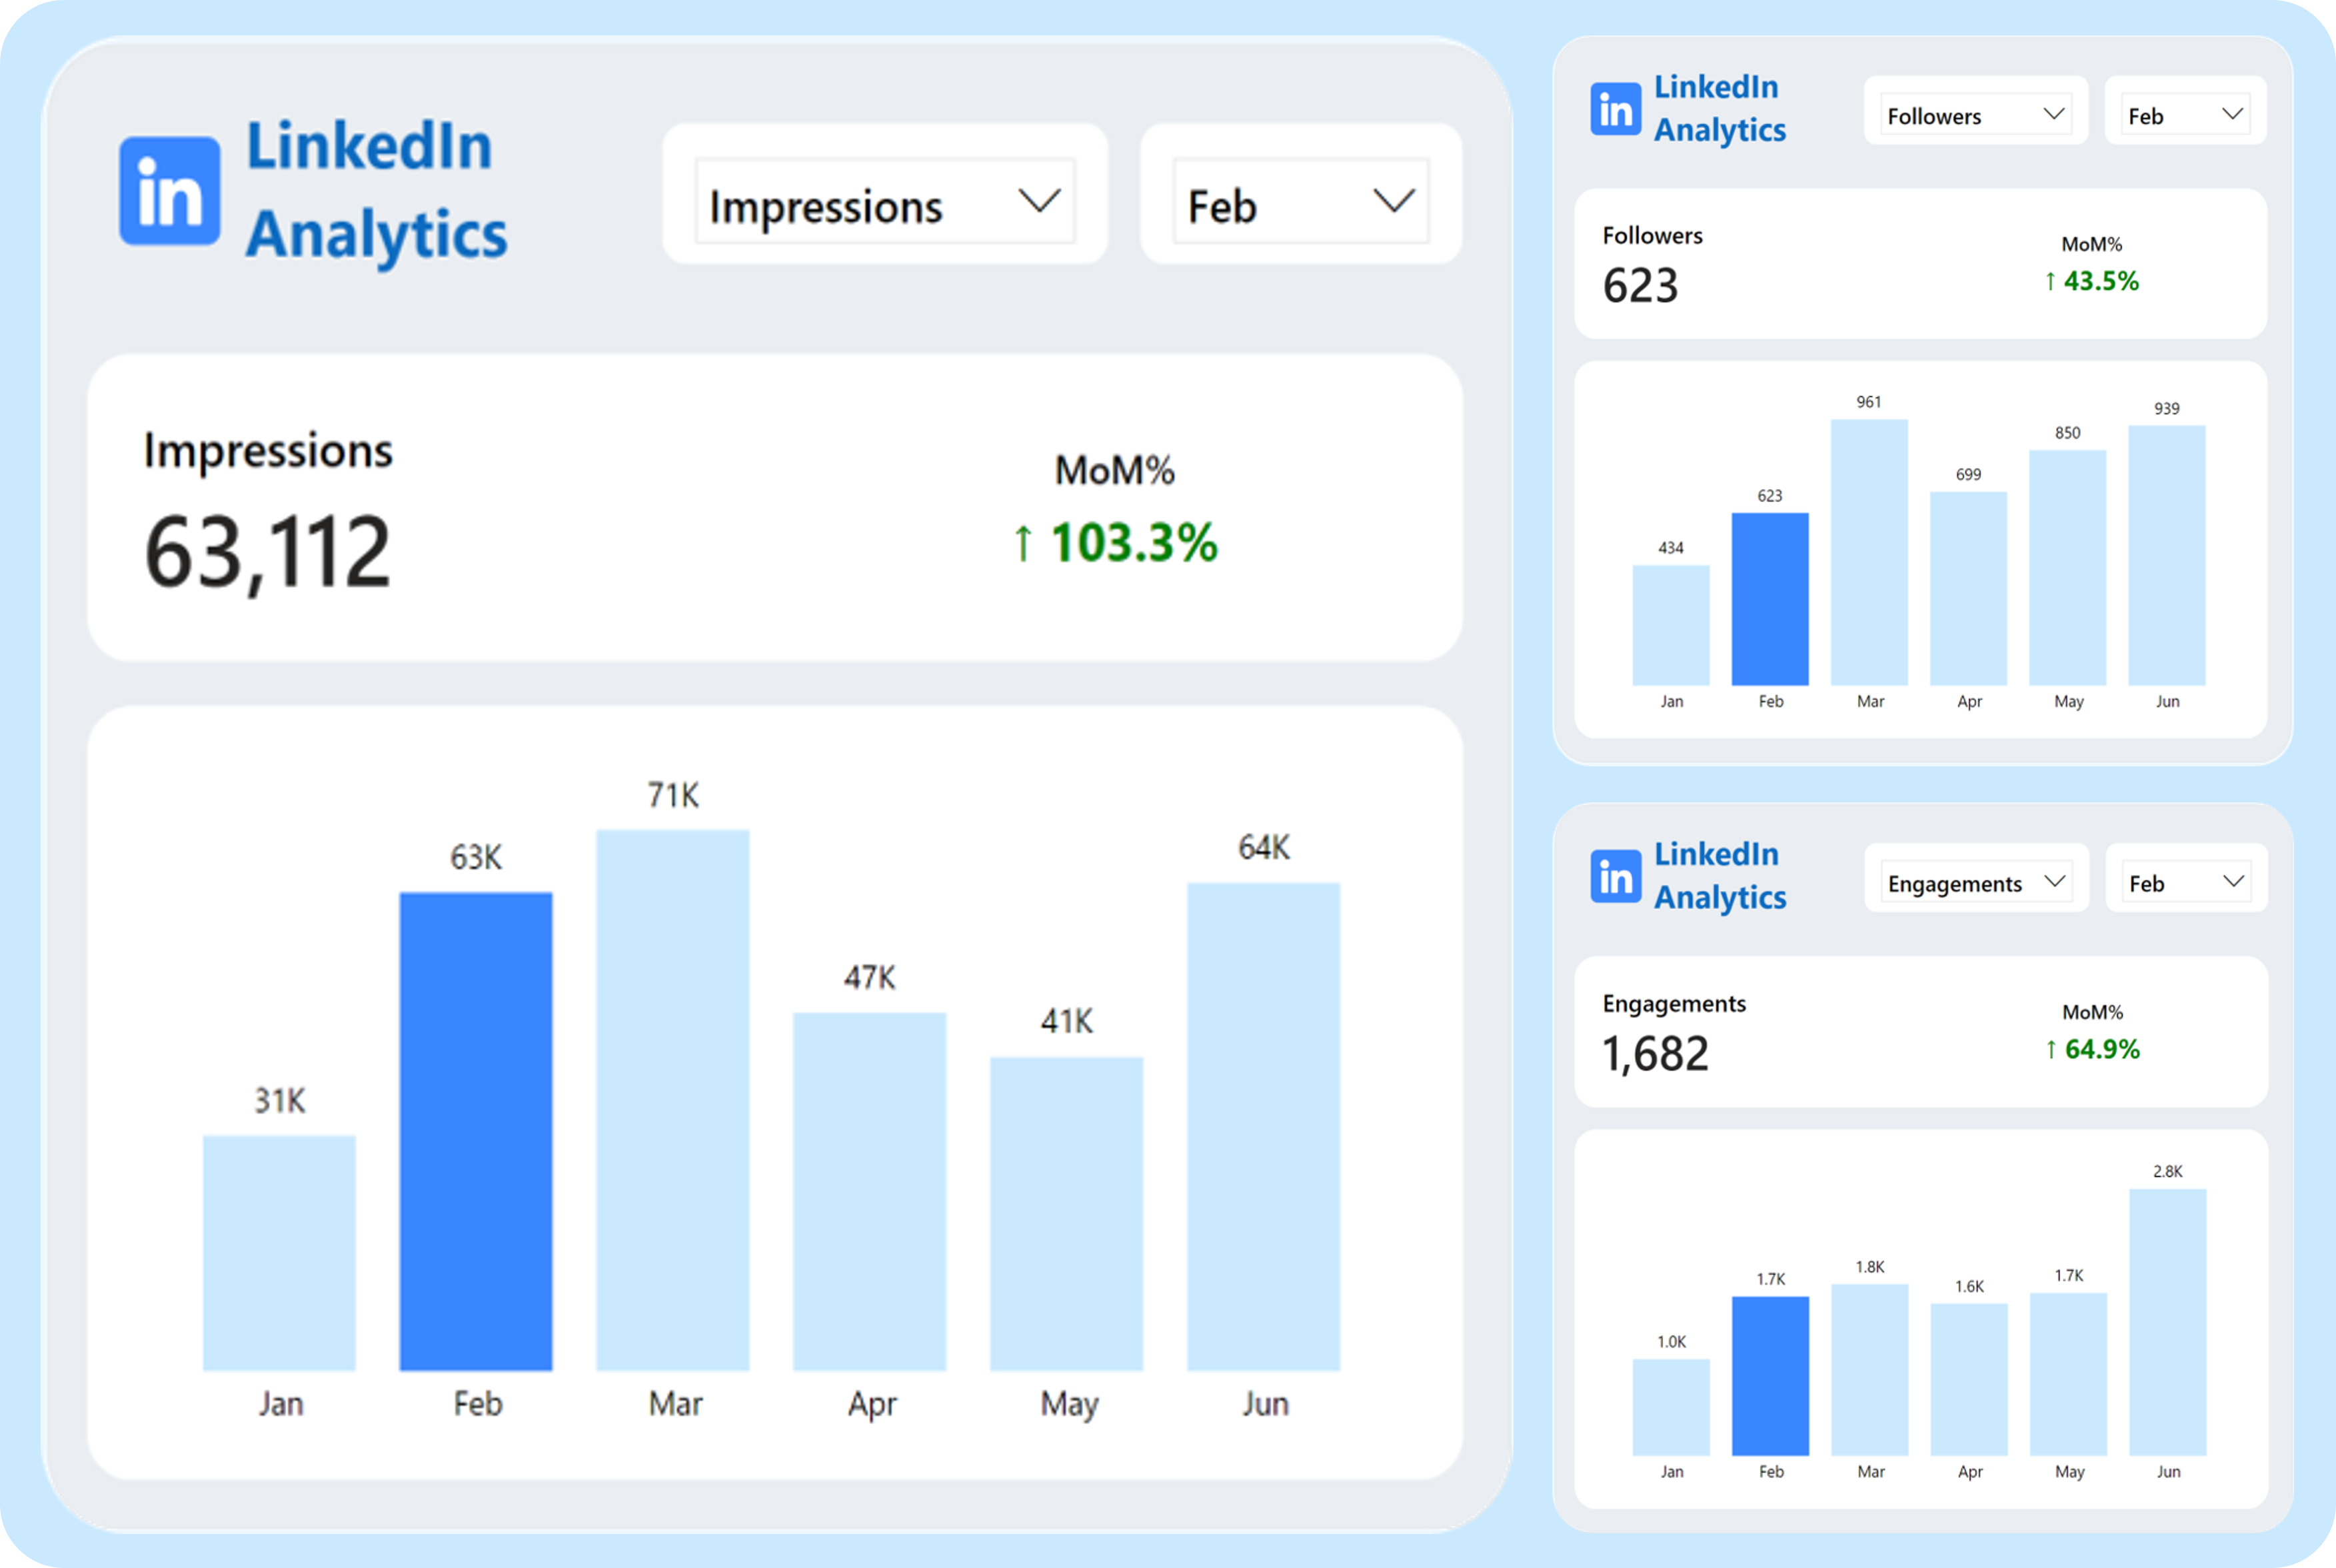 in
LinkedIn
Analytics
Impressions
Feb
Impressions
63,112
MoM%
↑ 103.3%
71K
63K
64K
47K
41K
31K
Jan Feb Mar Apr May Jun
in
LinkedIn
Analytics
Followers
Feb
Followers
623
MoM%
↑ 43.5%
961
939
850
699
623
434
Jan Feb Mar Apr May Jun
in
LinkedIn
Analytics
Engagements
Feb
Engagements
1,682
MoM%
↑ 64.9%
2.8K
1.8K
1.7K
1.7K
1.6K
1.0K
Jan Feb Mar Apr May Jun